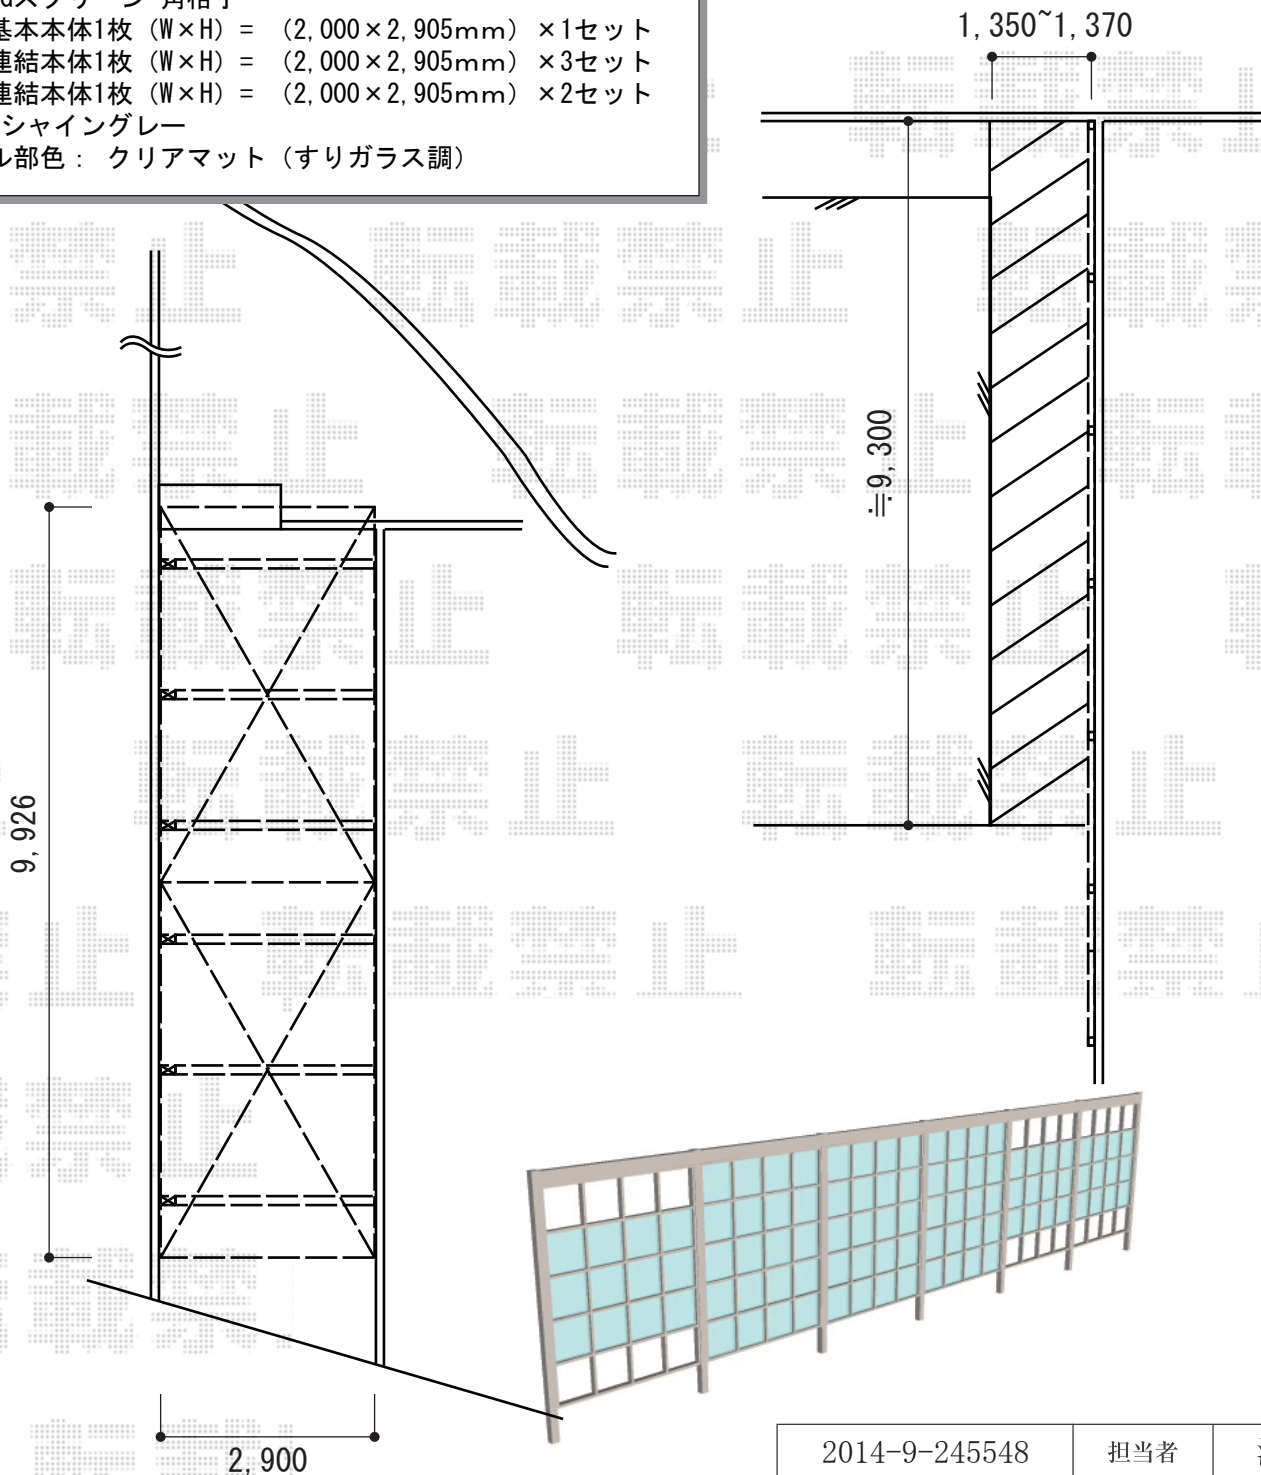 基本本体1枚（W×H）= （2,000×2,905mm）×1セット
連結本体1枚（W×H）= （2,000×2,905mm）×3セット
連結本体1枚（W×H）= （2,000×2,905mm）×2セット
シャイングレー
部色： クリアマット（すりガラス調）
1,350~1,370
≒9,300
9,926
2,900
転載禁止
2014-9-245548 担当者